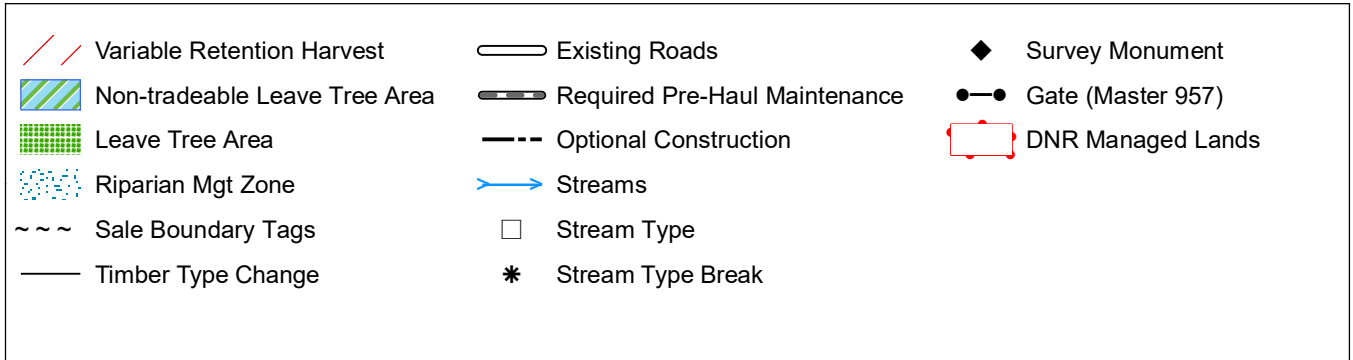 Variable Retention Harvest
Non-tradeable Leave Tree Area
Leave Tree Area
Riparian Mgt Zone
Sale Boundary Tags
Timber Type Change
Existing Roads
Required Pre-Haul Maintenance
Optional Construction
Streams
Stream Type
Stream Type Break
Survey Monument
Gate (Master 957)
DNR Managed Lands